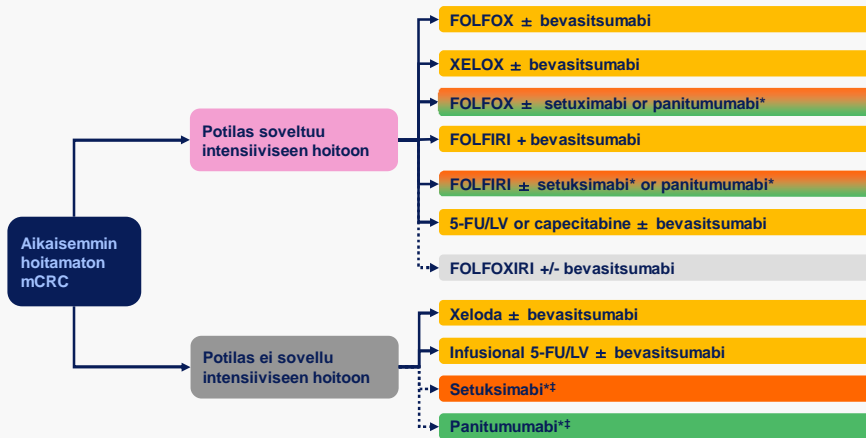 FOLFOX ± bevasitsumabi
XELOX ± bevasitsumabi
FOLFOX ± setuximabi or panitumumabi*
Potilas soveltuu
intensiiviseen hoitoon
FOLFIRI + bevasitsumabi
FOLFIRI ± setuksimabi* or panitumumabi*
5-FU/LV or capecitabine ± bevasitsumabi
Aikaisemmin
hoitamaton
mCRC
FOLFOXIRI +/- bevasitsumabi
Xeloda ± bevasitsumabi
Potilas ei sovellu
intensiiviseen hoitoon
Infusional 5-FU/LV ± bevasitsumabi
Setuksimabi*‡
Panitumumabi*‡